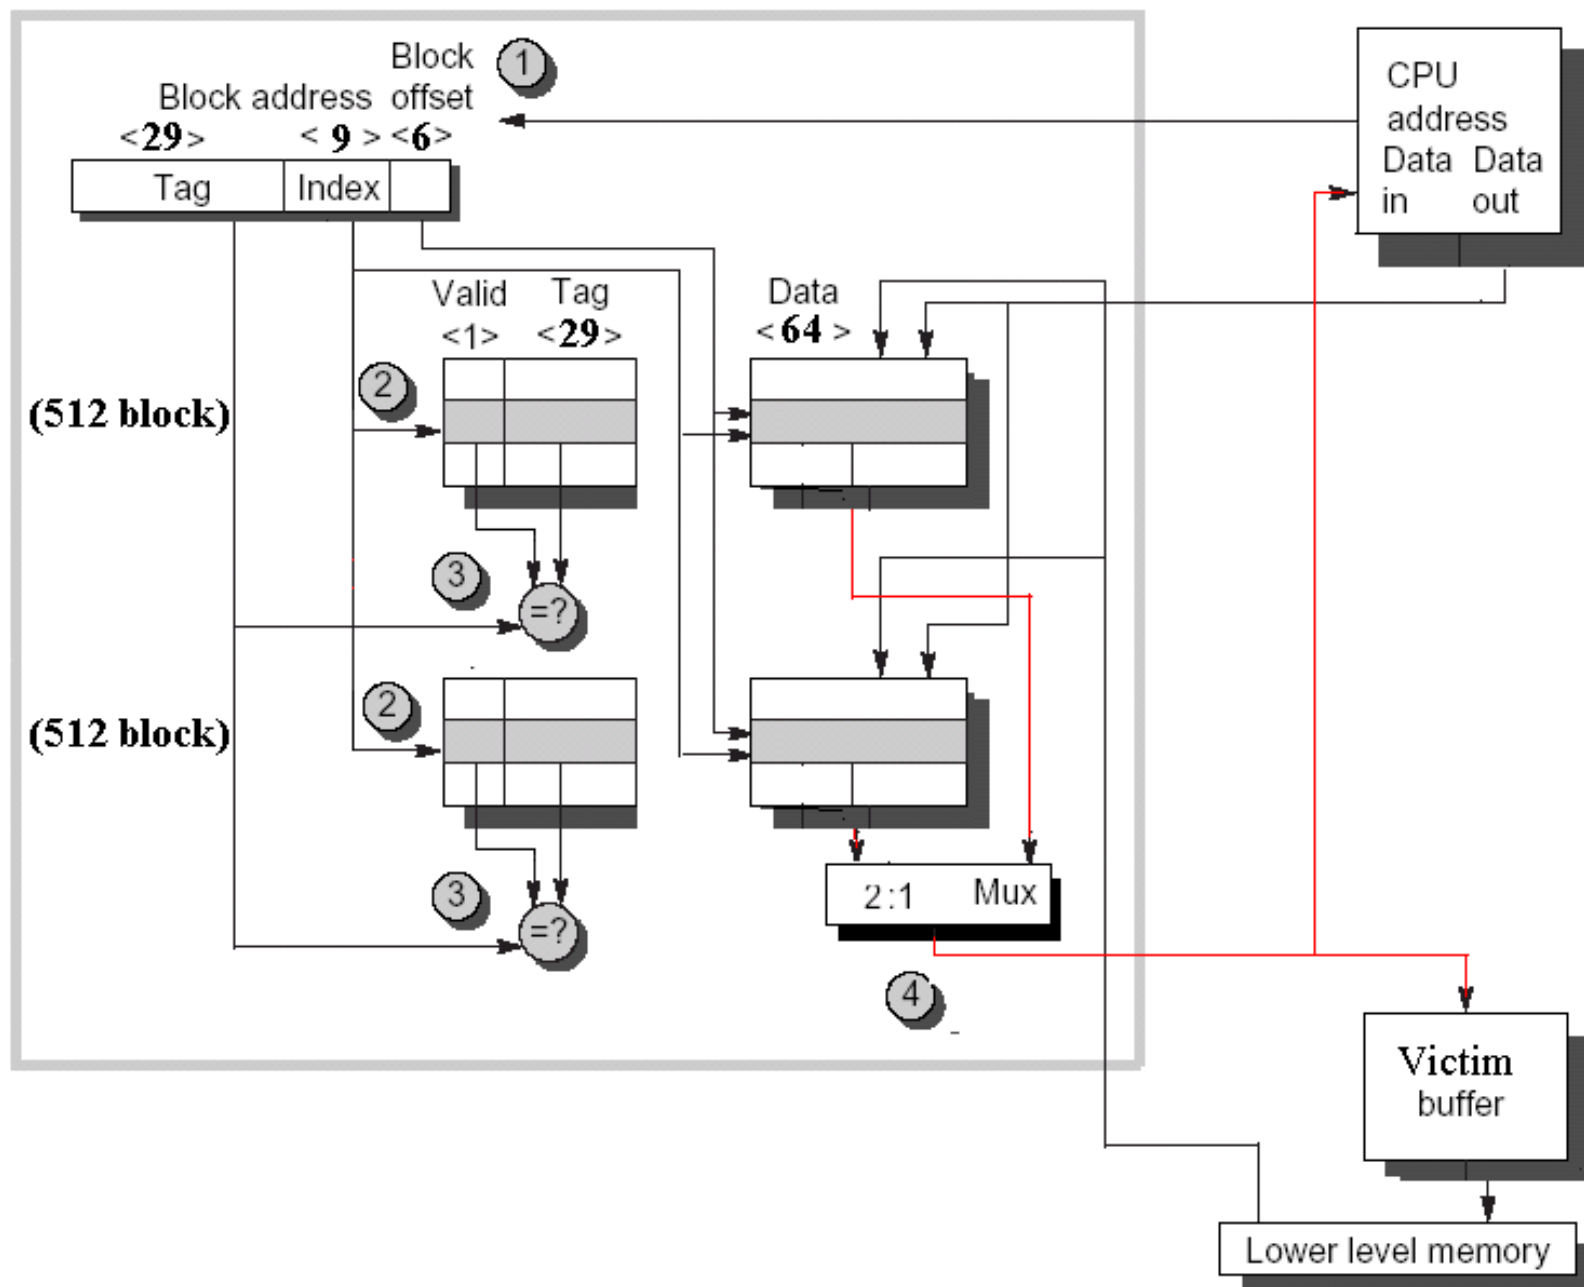 Block
offset
1
Block address
<29>
< 9 >
<6>
Tag
Index
CPU
address
Data Data
in out
Valid
<1>
Tag
<29>
Data
< 64 >
2
(512 block)
3
=?
2
(512 block)
3
=?
2:1 Mux
4
Victim
buffer
Lower level memory